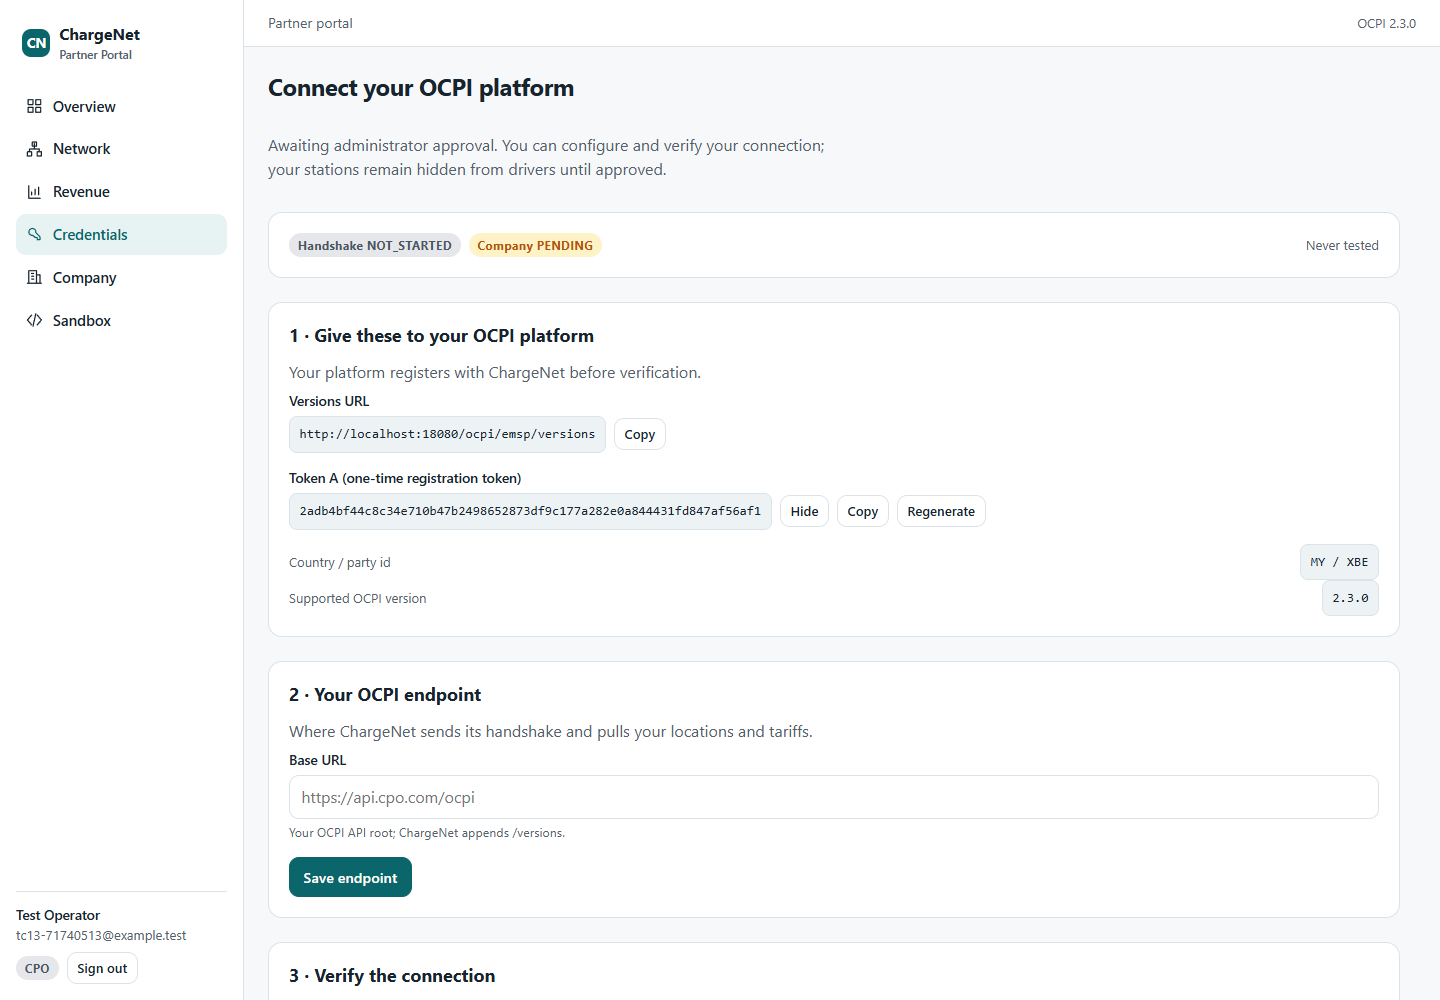 CN
ChargeNet
Partner Portal
Overview
Network
Revenue
Credentials
Company
Sandbox
Test Operator
tc13-71740513@example.test
CPO
Sign out
Partner portal
OCPI 2.3.0
Connect your OCPI platform
Awaiting administrator approval. You can configure and verify your connection;
your stations remain hidden from drivers until approved.
Handshake NOT_STARTED
Company PENDING
Never tested
1 · Give these to your OCPI platform
Your platform registers with ChargeNet before verification.
Versions URL
http://localhost:18080/ocpi/emsp/versions
Copy
Token A (one-time registration token)
2adb4bf44c8c34e710b47b2498652873df9c177a282e0a844431fd847af56af1
Hide
Copy
Regenerate
Country / party id
MY / XBE
Supported OCPI version
2.3.0
2 · Your OCPI endpoint
Where ChargeNet sends its handshake and pulls your locations and tariffs.
Base URL
https://api.cpo.com/ocpi
Your OCPI API root; ChargeNet appends /versions.
Save endpoint
3 · Verify the connection